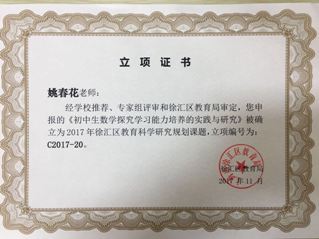 立项证书
姚春花老师：
经学校推荐、专家组评审和徐汇区教育局审定，您申
报的《初中生数学探究学习能力培养的实践与研究》被确
立为2017年徐汇区教育科学研究规划课题，立项编号为：
C2017-20。
徐汇区教育局
2017年11月